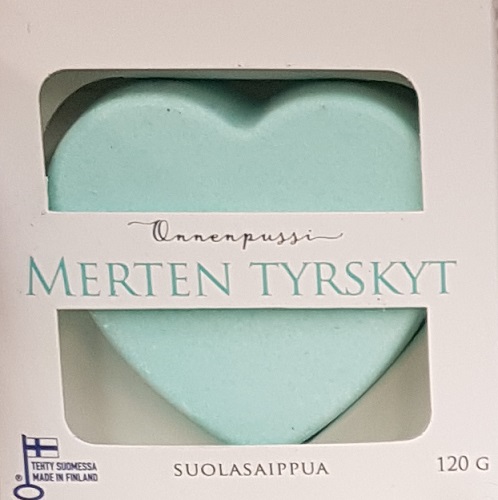 Onnenpussi
MERTEN TYRSKYT
TEHTY SUOMESSA
® MADE IN FINLAND
SUOLASAIPPUA
120 G